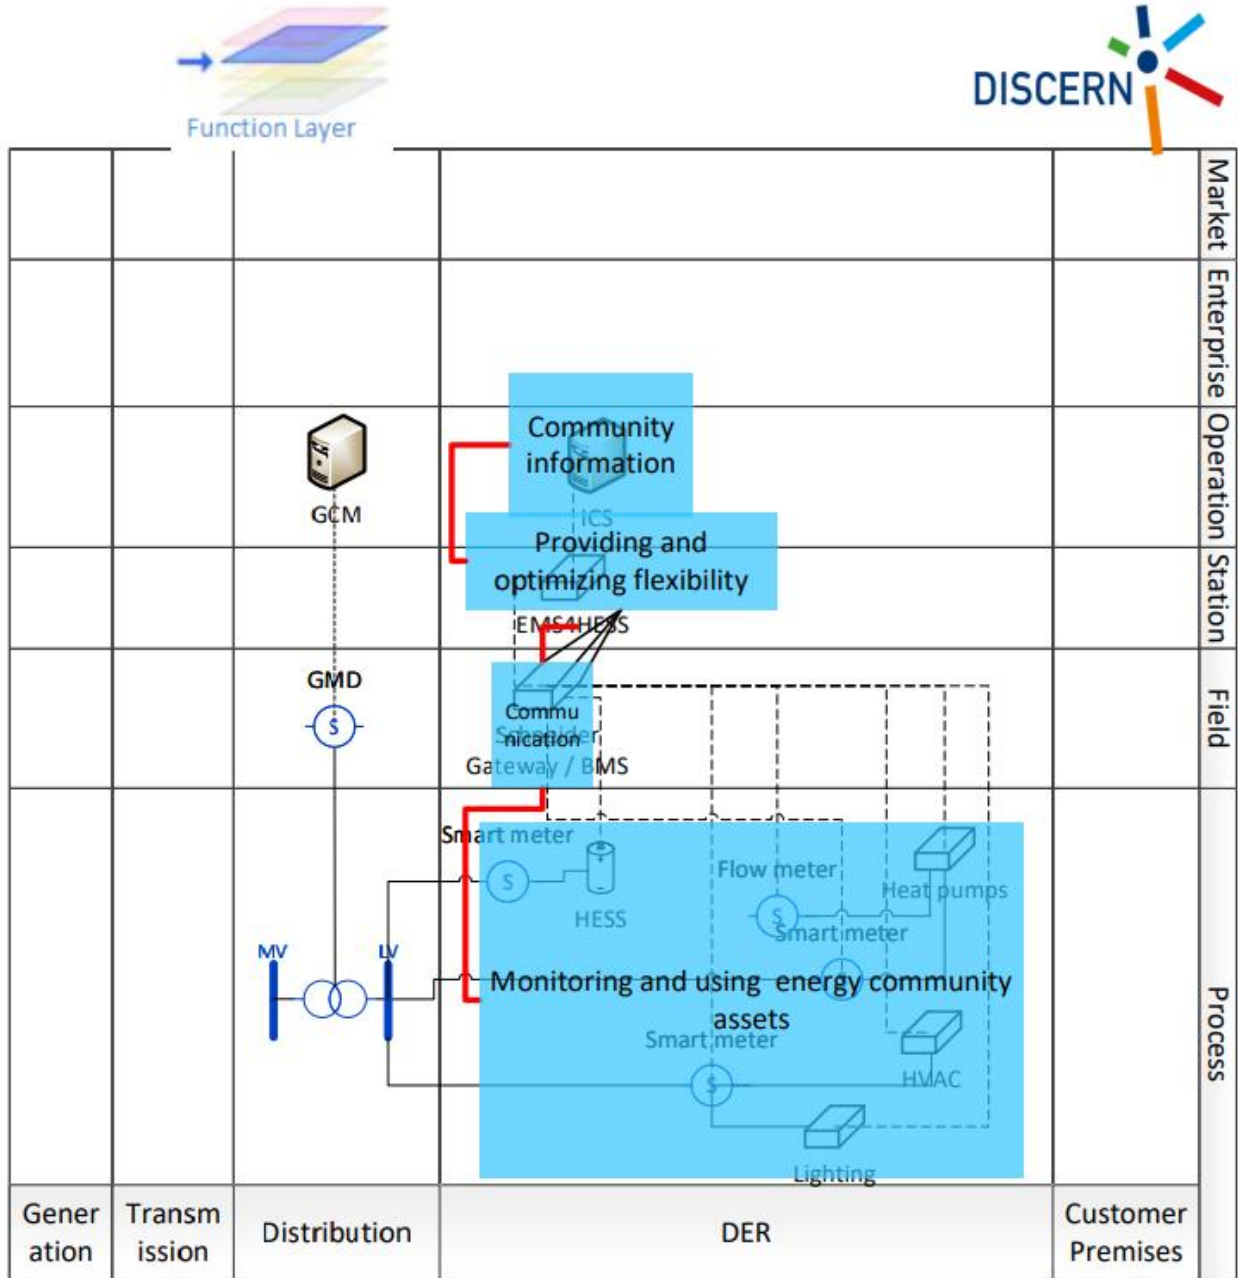 Function Layer
DISCERN
Market
Enterprise
Operation
Station
Field
Process
Community
information
GCM
ICS
Providing and
optimizing flexibility
EMS4HESS
GMD
S
Commu
nication
Schneider
Gateway / BMS
Smart meter
S
HESS
Flow meter
S
Heat pumps
Smart meter
MV
LV
Monitoring and using energy community
assets
Smart meter
S
HVAC
Lighting
Gener
ation
Transm
ission
Distribution
DER
Customer
Premises